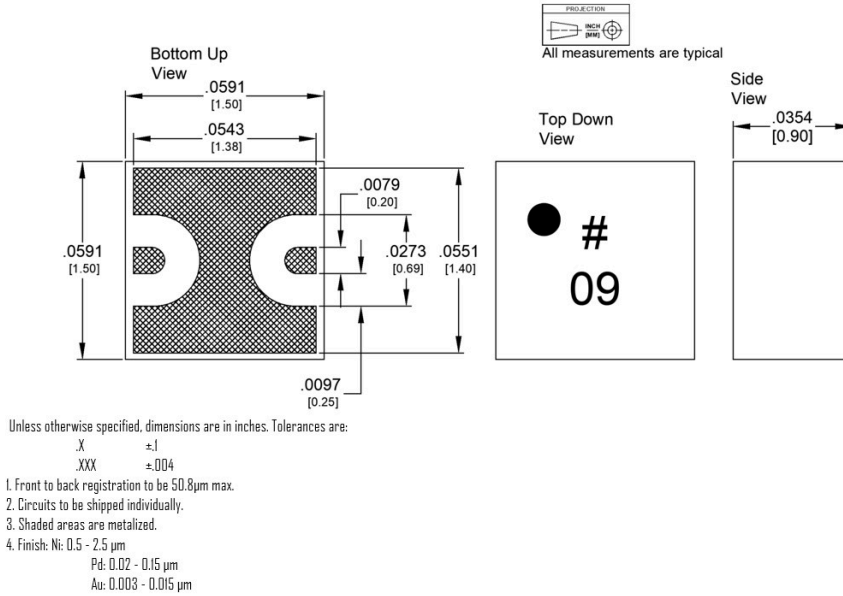 PROJECTION
INCH
[MM]
All measurements are typical
Bottom Up
View
.0591
[1.50]
.0543
[1.38]
.0079
[0.20]
.0591
[1.50]
.0273
[0.69]
.0551
[1.40]
.0097
[0.25]
Top Down
View
#
09
Side
View
.0354
[0.90]
Unless otherwise specified, dimensions are in inches. Tolerances are:
.X ±.1
.XXX ±.004
1. Front to back registration to be 50.8µm max.
2. Circuits to be shipped individually.
3. Shaded areas are metalized.
4. Finish: Ni: 0.5 - 2.5 µm
Pd: 0.02 - 0.15 µm
Au: 0.003 - 0.015 µm